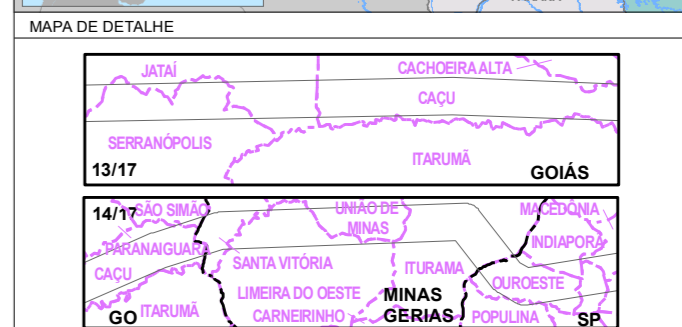 MAPA DE DETALHE
JATAÍ
CACHOEIRA ALTA
CAÇU
SERRANÓPOLIS
ITARUMÃ
13/17
GOIÁS
14/17
SÃO SIMÃO
UNIÃO DE
MINAS
MACEDÔNIA
PARANAIGUARA
INDIAPORÃ
CAÇU
SANTA VITÓRIA
ITURAMA
OUROESTE
LIMEIRA DO OESTE
MINAS
GERIAS
GO
ITARUMÃ
CARNEIRINHO
POPULINA
SP